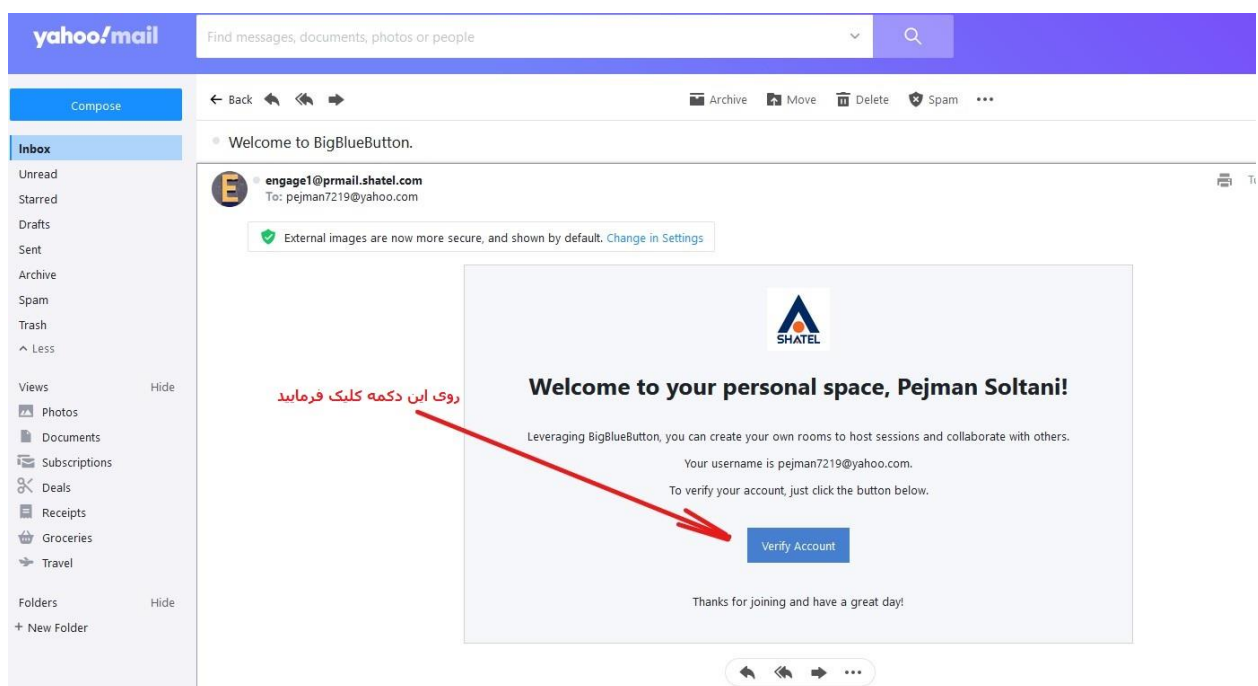 yahoo!mail
Find messages, documents, photos or people
Compose
Back
Archive
Move
Delete
Spam
Inbox
Welcome to BigBlueButton.
Unread
Starred
Drafts
Sent
Archive
Spam
Trash
Less
engage1@prmail.shatel.com
To: pejman7219@yahoo.com
External images are now more secure, and shown by default. Change in Settings
Views Hide
Photos
Documents
Subscriptions
Deals
Receipts
Groceries
Travel
Folders Hide
+ New Folder
SHATEL
Welcome to your personal space, Pejman Soltani!
روی این دکمه کلیک فرمایید
Leveraging BigBlueButton, you can create your own rooms to host sessions and collaborate with others.
Your username is pejman7219@yahoo.com.
To verify your account, just click the button below.
Verify Account
Thanks for joining and have a great day!